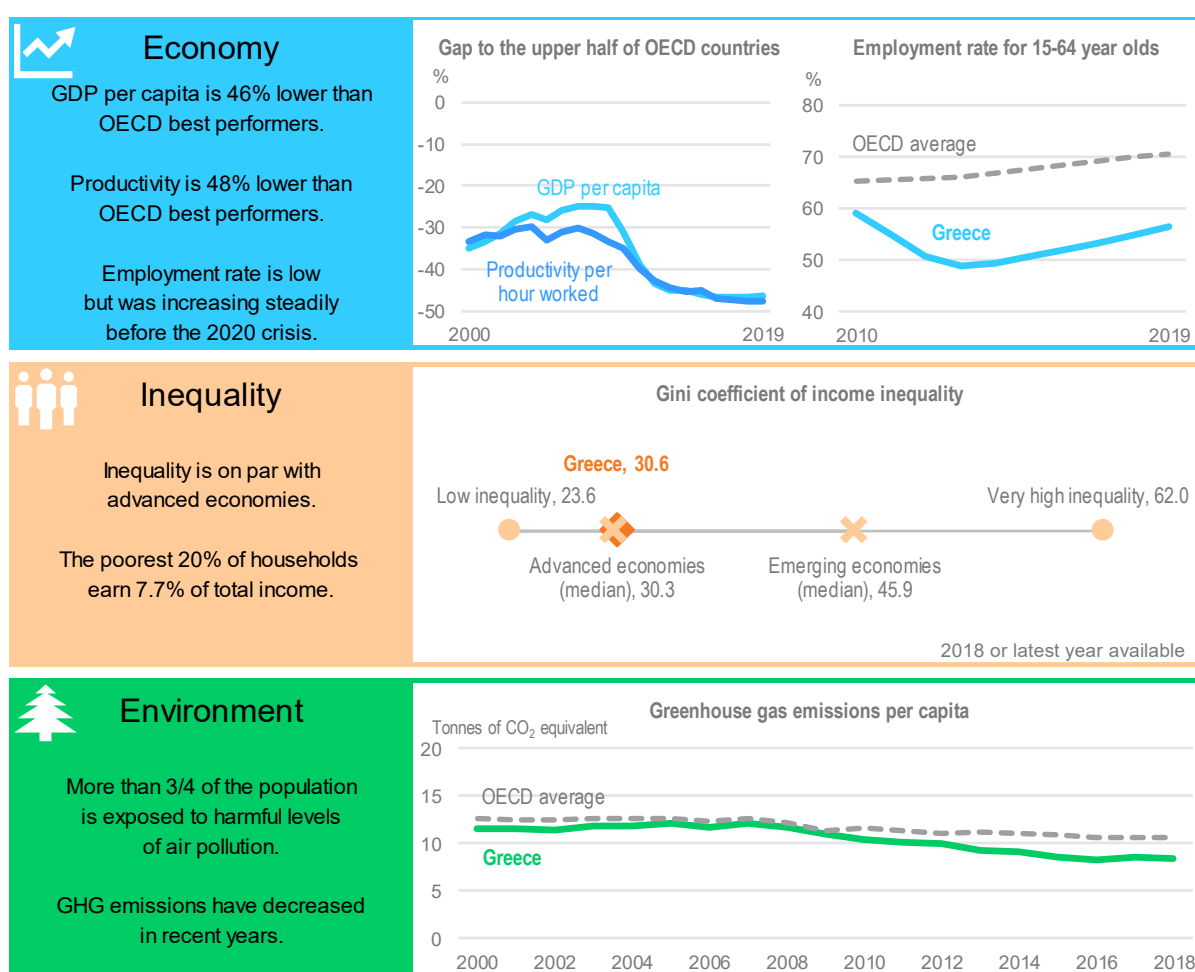 Economy
GDP per capita is 46% lower than
OECD best performers.
Productivity is 48% lower than
OECD best performers.
Employment rate is low
but was increasing steadily
before the 2020 crisis.
Gap to the upper half of OECD countries
%
0
-10
-20
-30
-40
-50
GDP per capita
Productivity per
hour worked
2000
2019
Employment rate for 15-64 year olds
%
80
70
60
50
40
OECD average
Greece
2010
2019
Inequality
Inequality is on par with
advanced economies.
The poorest 20% of households
earn 7.7% of total income.
Gini coefficient of income inequality
Greece, 30.6
Low inequality, 23.6
Very high inequality, 62.0
Advanced economies
(median), 30.3
Emerging economies
(median), 45.9
2018 or latest year available
Environment
More than 3/4 of the population
is exposed to harmful levels
of air pollution.
GHG emissions have decreased
in recent years.
Greenhouse gas emissions per capita
Tonnes of CO₂ equivalent
20
15
10
5
0
OECD average
Greece
2000 2002 2004 2006 2008 2010 2012 2014 2016 2018